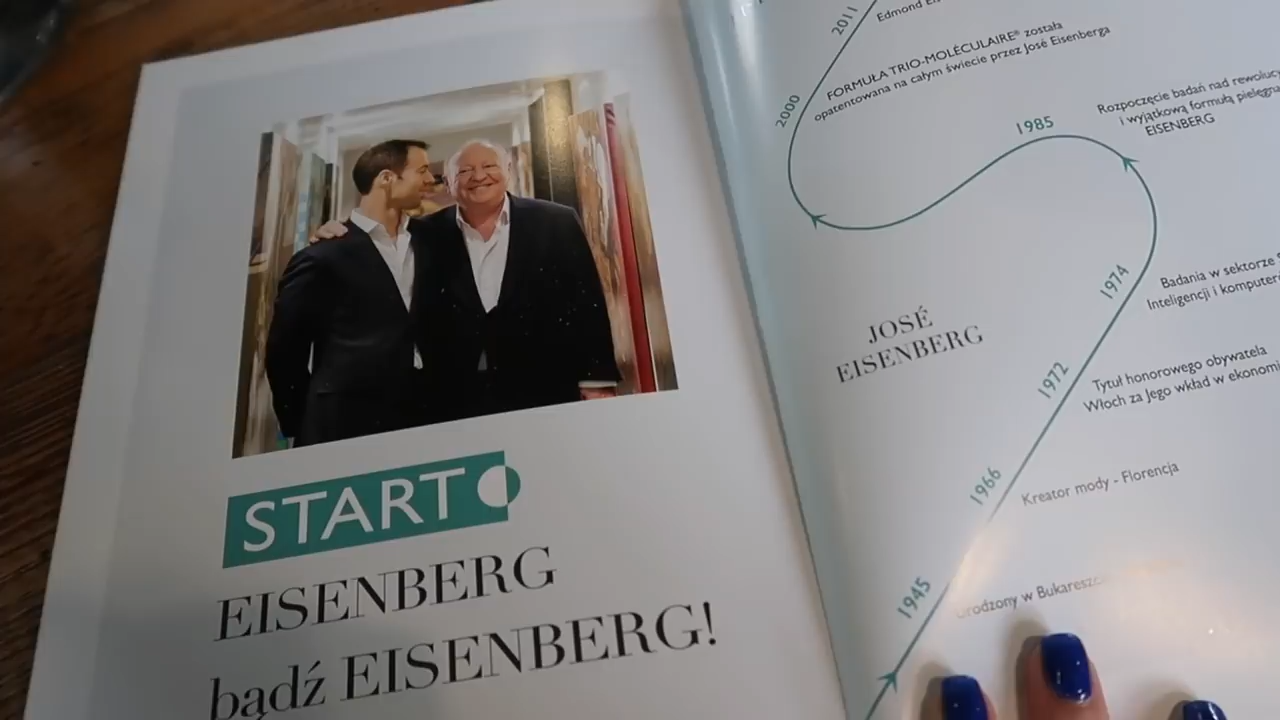 START
EISENBERG
bądź EISENBERG!
2011
Edmond
FORMUŁA TRIO-MOLÉCULAIRE® została
opatentowana na całym świecie przez José Eisenberga
2000
1985
Rozpoczęcie badań nad
i wyjątkową formułą
EISENBERG
1974
Badania w sektorze
Inteligencji i
JOSÉ
EISENBERG
1972
Tytuł honorowego obywatela
Włoch za Jego wkład w
1966
Kreator mody - Florencja
1945
Urodzony w